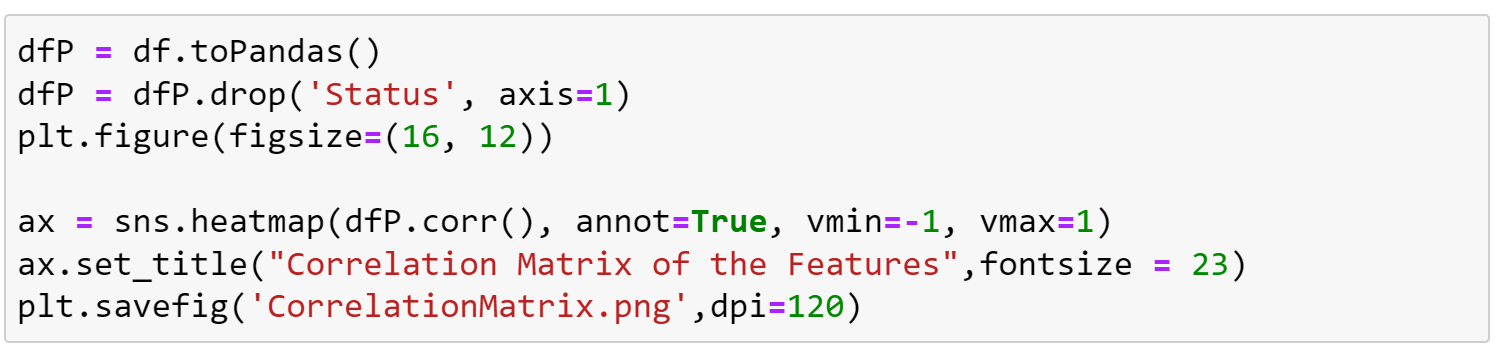 dfP = df.toPandas()
dfP = dfP.drop('Status', axis=1)
plt.figure(figsize=(16, 12))

ax = sns.heatmap(dfP.corr(), annot=True, vmin=-1, vmax=1)
ax.set_title("Correlation Matrix of the Features",fontsize = 23)
plt.savefig('CorrelationMatrix.png',dpi=120)